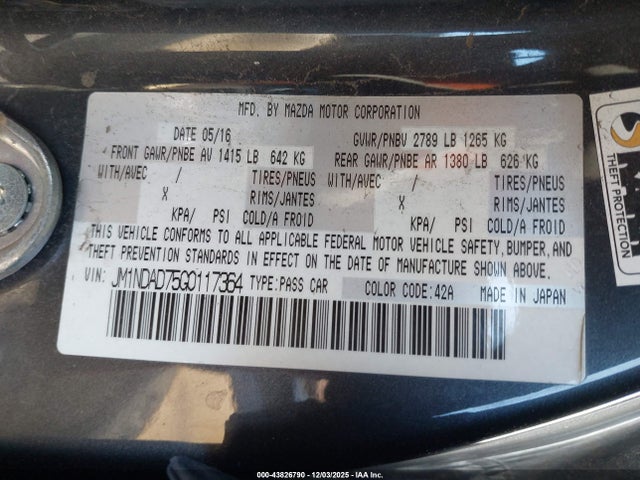 MFD. BY MAZDA MOTOR CORPORATION
DATE 05/16 GVWR/PNBV 2789 LB 1265 KG
FRONT GAWR/PNBE AV 1415 LB 642 KG REAR GAWR/PNBE AR 1380 LB 626 KG
WITH/AVEC / TIRES/PNEUS WITH/AVEC / TIRES/PNEUS
X RIMS/JANTES X RIMS/JANTES
KPA/ PSI COLD/A FROID KPA/ PSI COLD/A FROID
THIS VEHICLE CONFORMS TO ALL APPLICABLE FEDERAL MOTOR VEHICLE SAFETY, BUMPER, AND
THEFT PREVENTION STANDARDS IN EFFECT ON THE DATE OF MANUFACTURE SHOWN ABOVE.
VIN: JM1NDAD75G0117364 TYPE:PASS CAR COLOR CODE:42A MADE IN JAPAN
THEFT PROTECTION
00-43826790 - 12/03/2025 - IAA Inc.